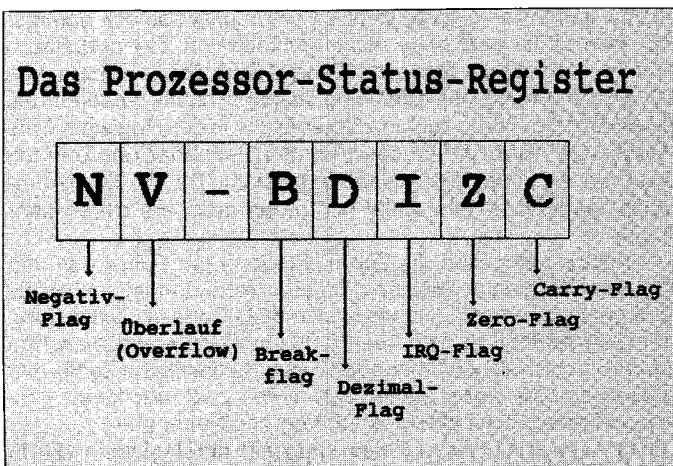 Das Prozessor-Status-Register
N V - B D I Z C
Negativ-
Flag
Überlauf
(Overflow)
Break-
flag
Dezimal-
Flag
IRQ-Flag
Zero-Flag
Carry-Flag